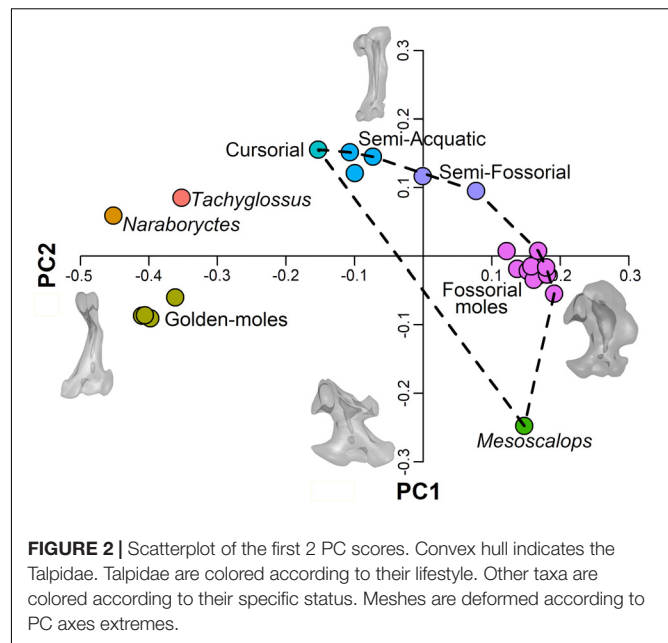 0.3
0.2
Cursorial
Semi-Acquatic
Semi-Fossorial
0.1
Tachyglossus
Naraboryctes
PC2
-0.5 -0.4 -0.3 -0.2 -0.1 0.1 0.2 0.3
Fossorial
moles
Golden-moles
-0.1
-0.2
Mesoscalops
-0.3
PC1
FIGURE 2 | Scatterplot of the first 2 PC scores. Convex hull indicates the
Talpidae. Talpidae are colored according to their lifestyle. Other taxa are
colored according to their specific status. Meshes are deformed according to
PC axes extremes.